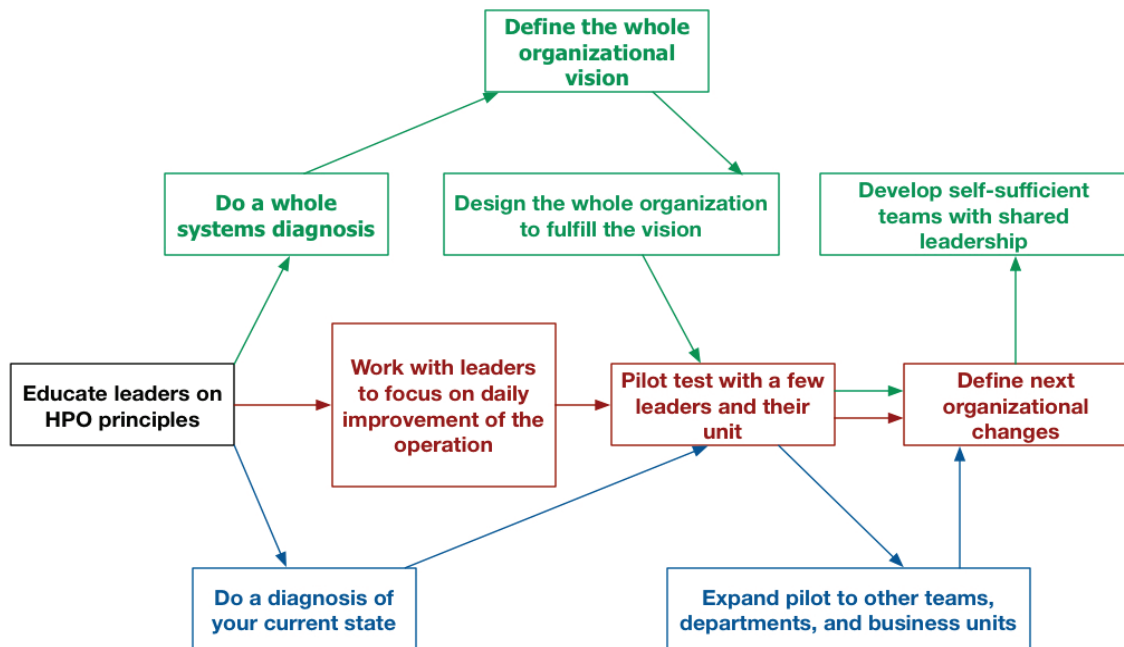 Define the whole
organizational
vision
Do a whole
systems diagnosis
Design the whole organization
to fulfill the vision
Develop self-sufficient
teams with shared
leadership
Educate leaders on
HPO principles
Work with leaders
to focus on daily
improvement of the
operation
Pilot test with a few
leaders and their
unit
Define next
organizational
changes
Do a diagnosis of
your current state
Expand pilot to other teams,
departments, and business units